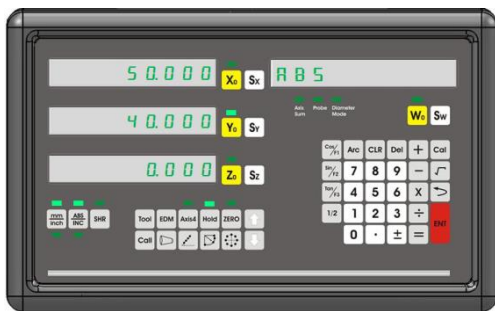 50.000 X₀ Sx ABS
Axis Sum Probe Diameter Mode
40.000 Y₀ Sy W₀ Sw
Cos/F1 Arc CLR Del + Cal
0.000 Z₀ Sz Sin/F2 7 8 9 − √
Tan/F3 4 5 6 X
mm inch ABS INC SHR Tool EDM Axis4 Hold ZERO 1/2 1 2 3 ÷ ENT
Call 0 · ± =